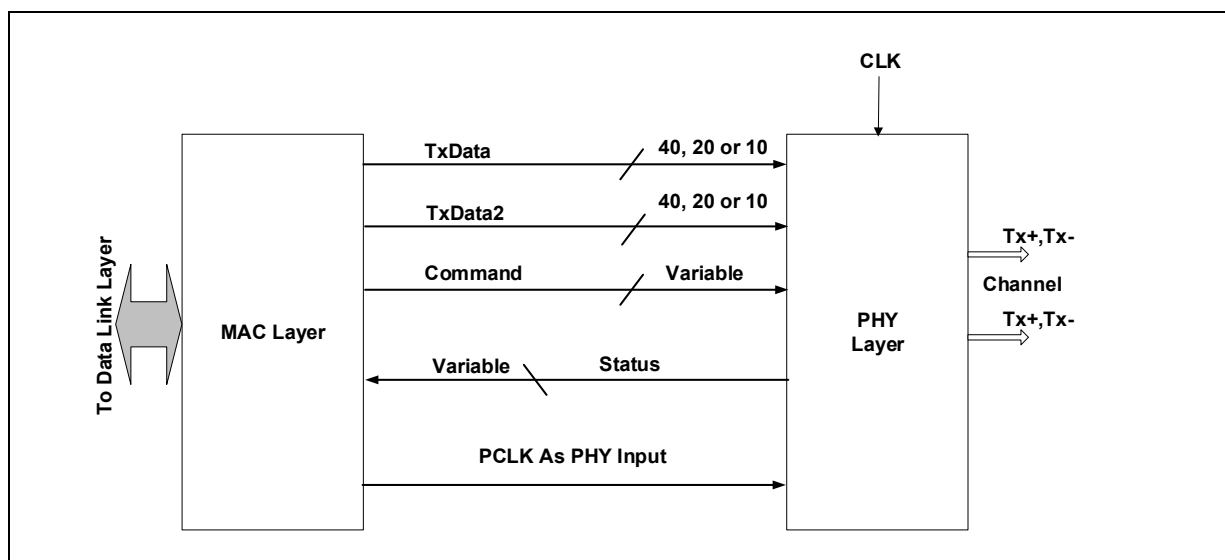 CLK
TxData
40, 20 or 10
TxData2
40, 20 or 10
Command
Variable
Tx+,Tx-
Channel
Tx+,Tx-
To Data Link Layer
MAC Layer
PHY
Layer
Variable
Status
PCLK As PHY Input